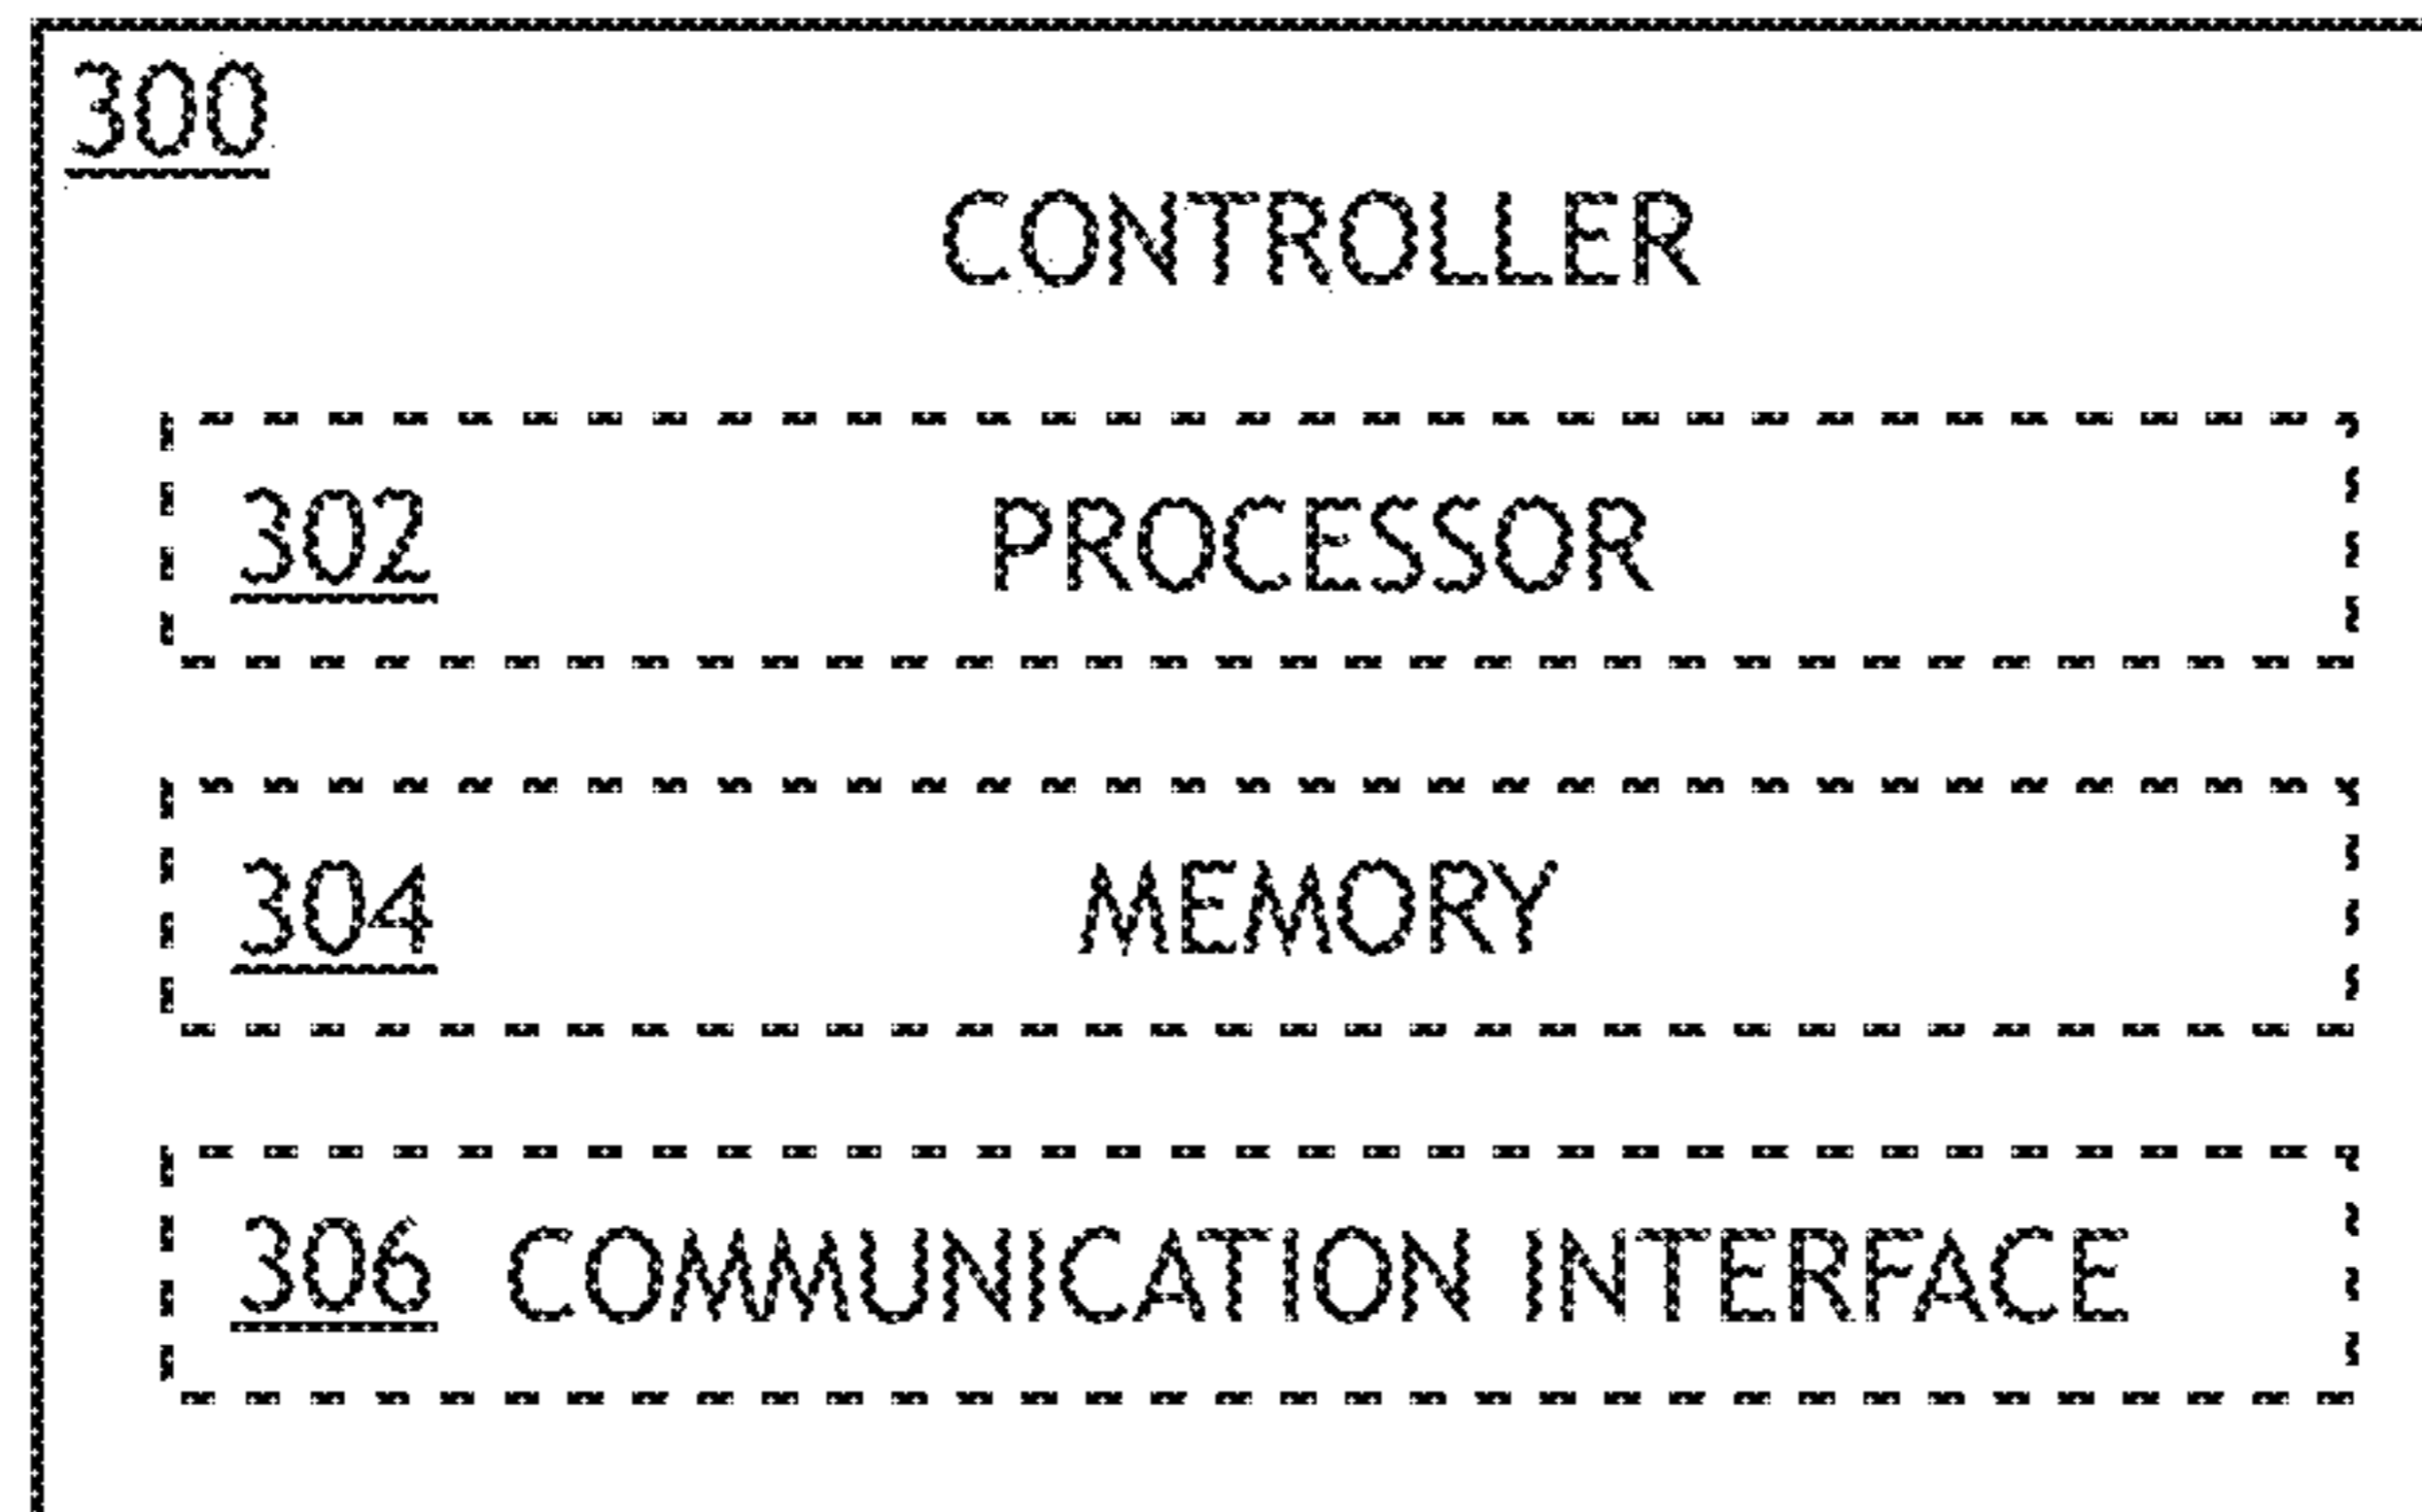 300
CONTROLLER
302 PROCESSOR
304 MEMORY
306 COMMUNICATION INTERFACE